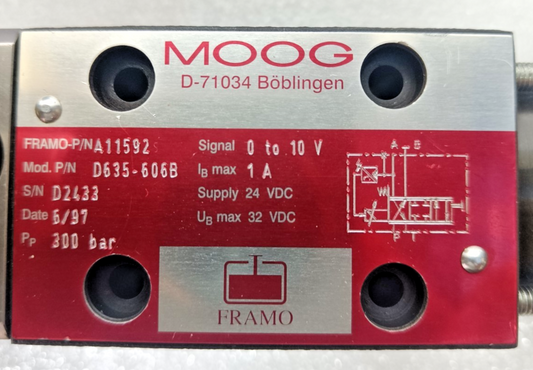 MOOG
D-71034 Böblingen
FRAMO-P/N A11592
Mod. P/N D635-606B
S/N D2433
Date 6/97
Pp 300 bar
Signal 0 to 10 V
IB max 1 A
Supply 24 VDC
UB max 32 VDC
A B
P T
FRAMO